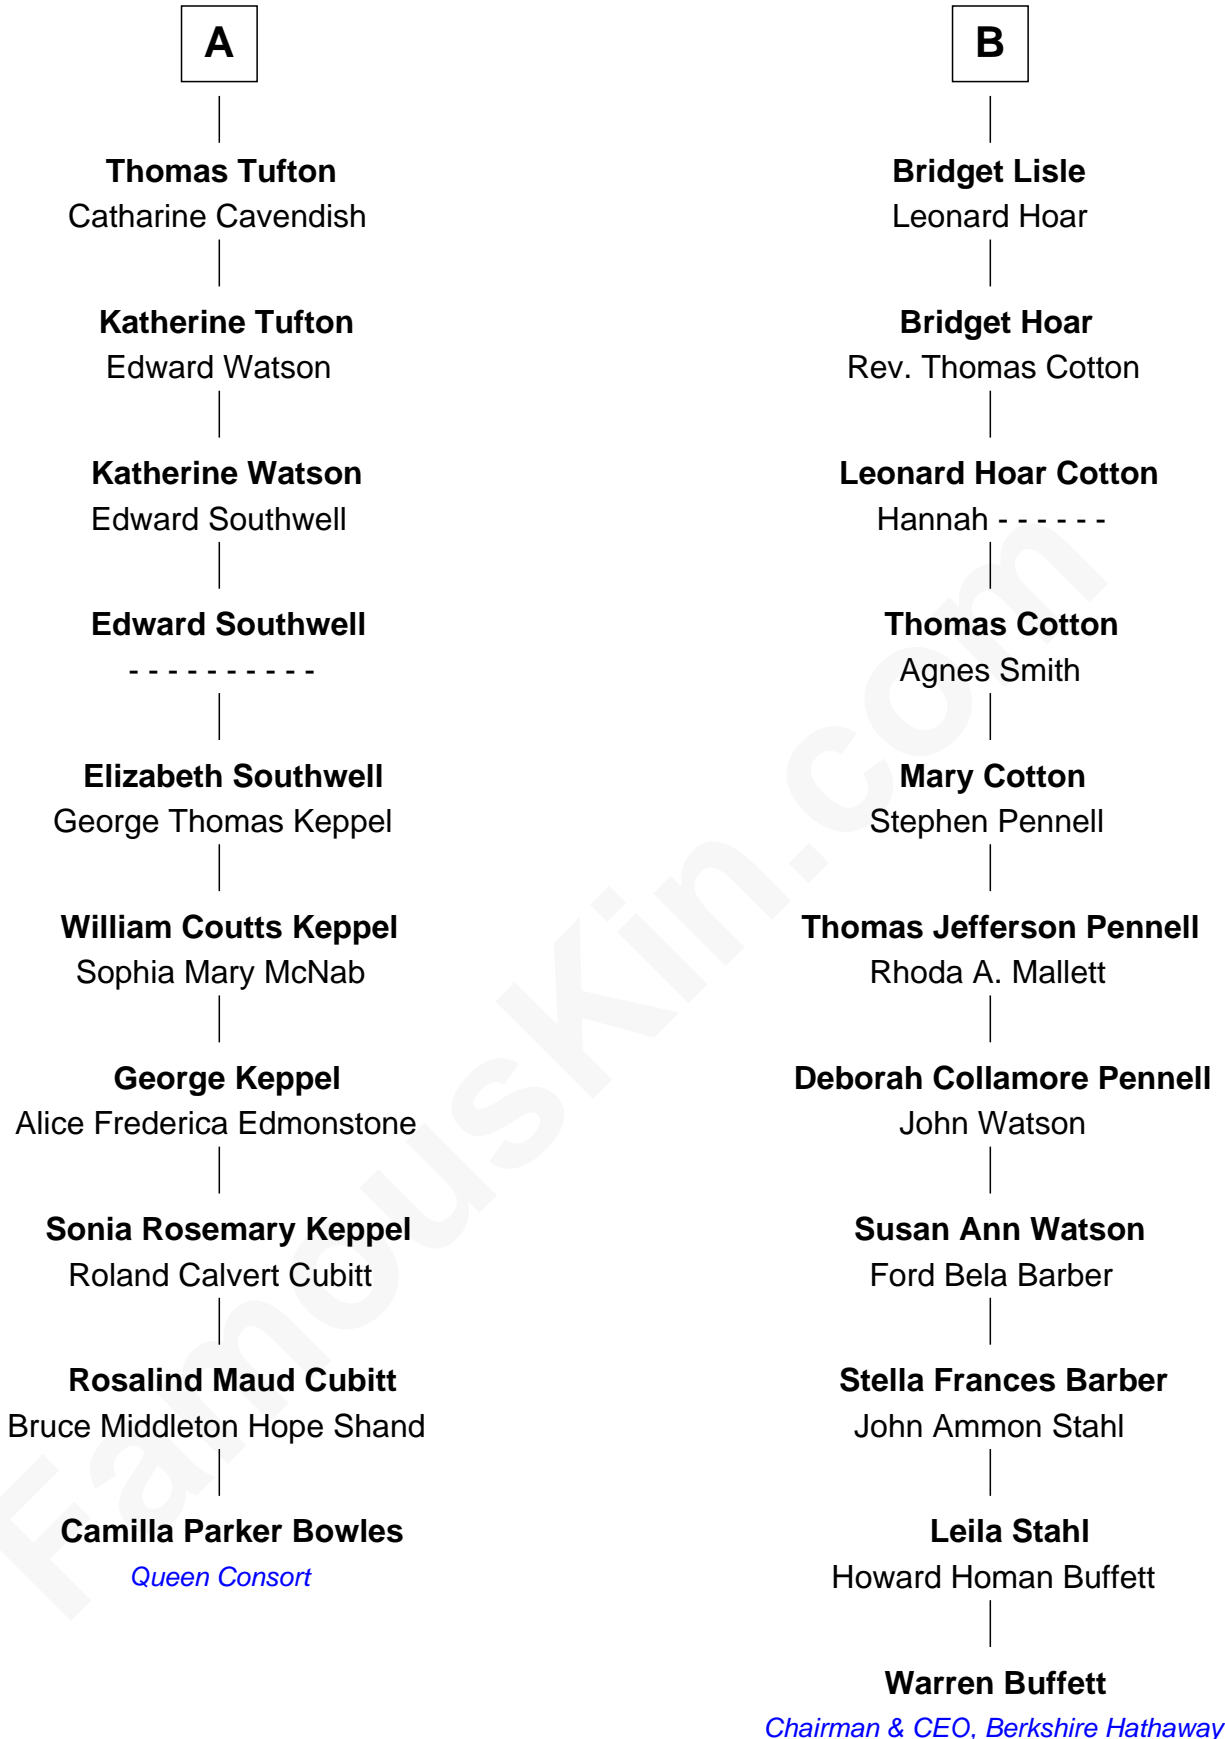 A
Thomas Tufton
Catharine Cavendish
Katherine Tufton
Edward Watson
Katherine Watson
Edward Southwell
Edward Southwell
- - - - - - - - - -
Elizabeth Southwell
George Thomas Keppel
William Coutts Keppel
Sophia Mary McNab
George Keppel
Alice Frederica Edmonstone
Sonia Rosemary Keppel
Roland Calvert Cubitt
Rosalind Maud Cubitt
Bruce Middleton Hope Shand
Camilla Parker Bowles
Queen Consort
B
Bridget Lisle
Leonard Hoar
Bridget Hoar
Rev. Thomas Cotton
Leonard Hoar Cotton
Hannah - - - - - -
Thomas Cotton
Agnes Smith
Mary Cotton
Stephen Pennell
Thomas Jefferson Pennell
Rhoda A. Mallett
Deborah Collamore Pennell
John Watson
Susan Ann Watson
Ford Bela Barber
Stella Frances Barber
John Ammon Stahl
Leila Stahl
Howard Homan Buffett
Warren Buffett
Chairman & CEO, Berkshire Hathaway
FamousKin.com